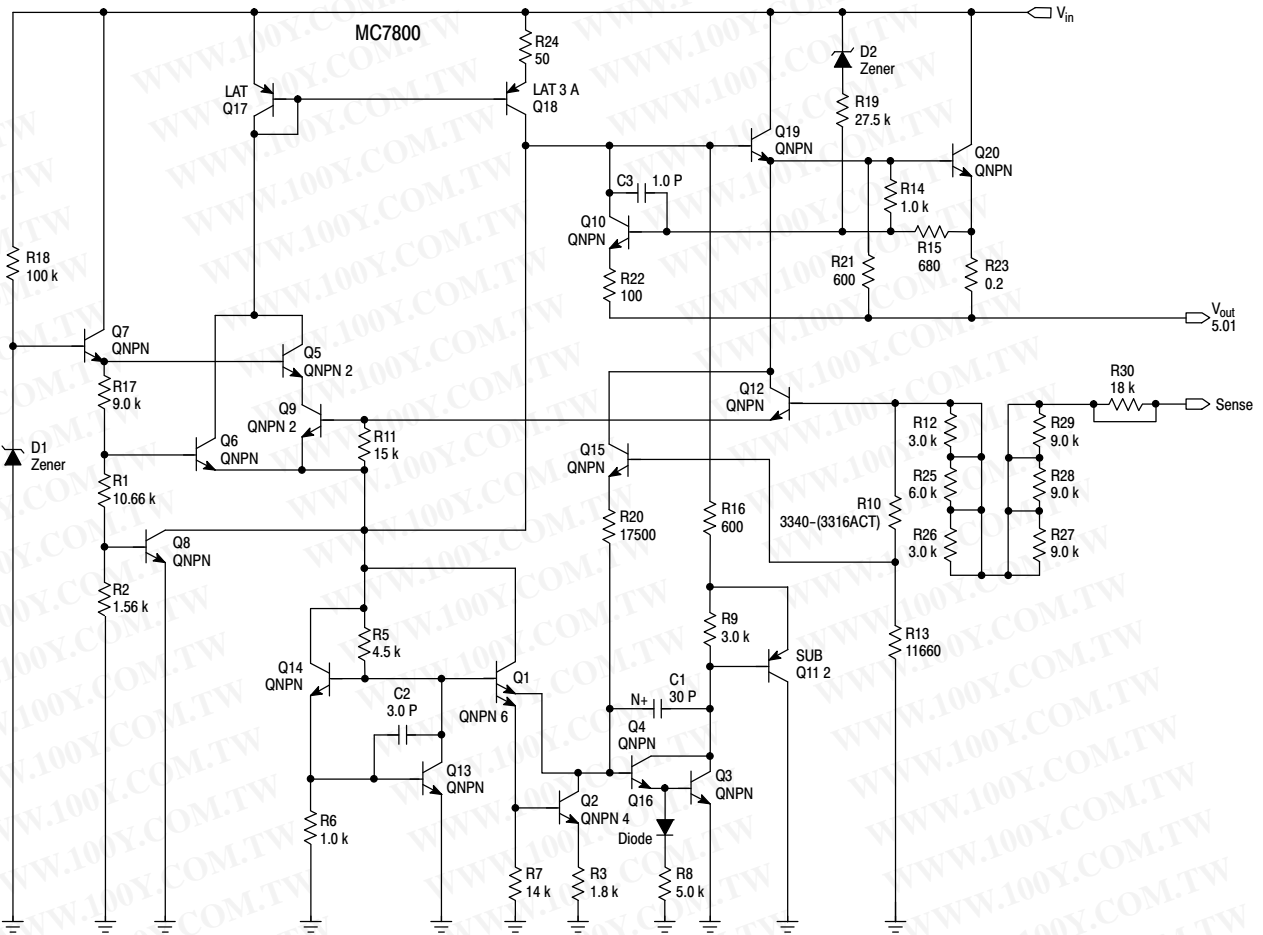 MC7800
Vin
R24
50
D2
Zener
LAT
Q17
LAT 3 A
Q18
R19
27.5 k
Q19
QNPN
Q20
QNPN
C3
1.0 P
R14
1.0 k
Q10
QNPN
R18
100 k
R15
680
R21
600
R23
0.2
R22
100
Vout
5.01
Q7
QNPN
Q5
QNPN 2
R30
18 k
R17
9.0 k
Q12
QNPN
Sense
Q9
QNPN 2
R12
3.0 k
R29
9.0 k
R11
15 k
Q6
QNPN
D1
Zener
Q15
QNPN
R25
6.0 k
R28
9.0 k
R1
10.66 k
R10
3340-(3316ACT)
R16
600
R20
17500
R26
3.0 k
R27
9.0 k
Q8
QNPN
R2
1.56 k
R9
3.0 k
R5
4.5 k
R13
11660
SUB
Q11 2
Q14
QNPN
Q1
QNPN 6
C1
30 P
N+
C2
3.0 P
Q4
QNPN
Q13
QNPN
Q3
QNPN
Q2
QNPN 4
Q16
Diode
R6
1.0 k
R7
14 k
R3
1.8 k
R8
5.0 k
WWW.100Y.COM.TW